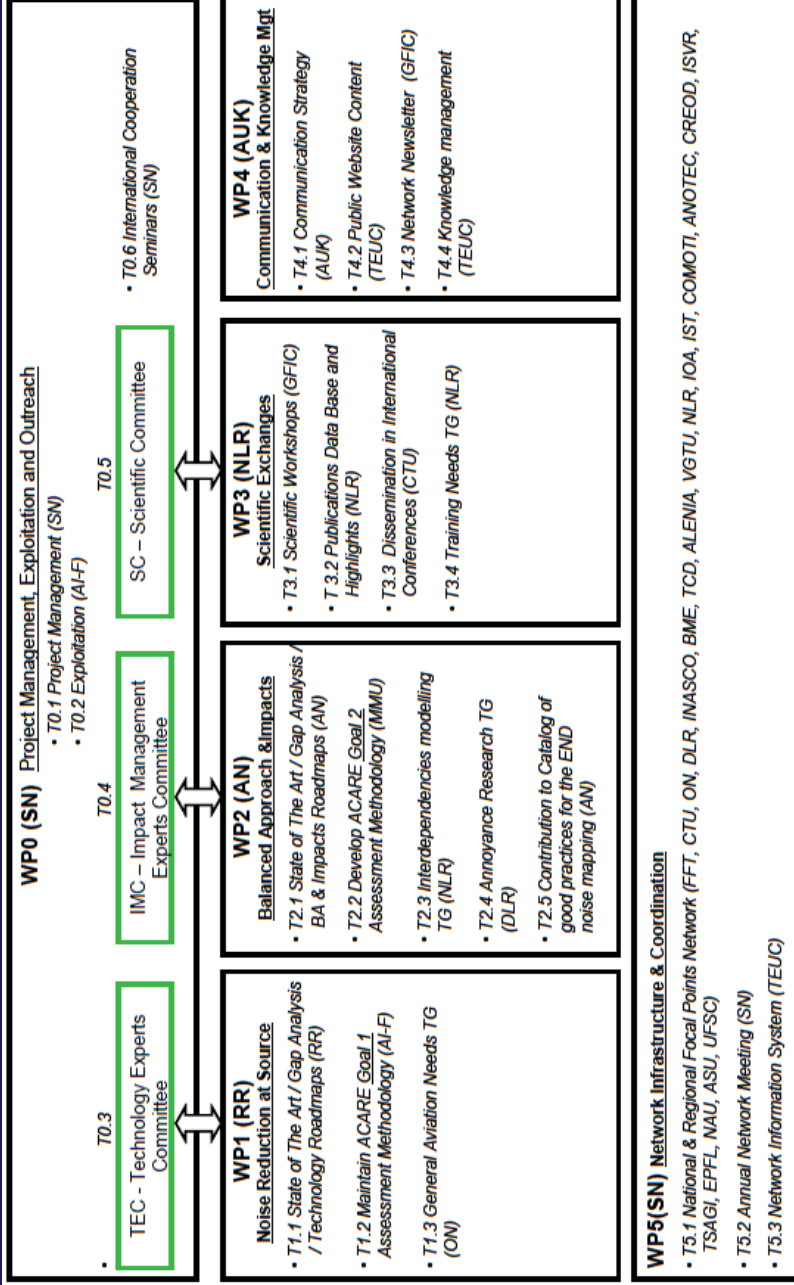 WP0 (SN) Project Management, Exploitation and Outreach
• T0.1 Project Management (SN)
• T0.2 Exploitation (AI-F)
•
T0.3
TEC - Technology Experts
Committee
T0.4
IMC – Impact Management
Experts Committee
T0.5
SC – Scientific Committee
• T0.6 International Cooperation
Seminars (SN)
WP1 (RR)
Noise Reduction at Source
• T1.1 State of The Art / Gap Analysis
/ Technology Roadmaps (RR)
• T1.2 Maintain ACARE Goal 1
Assessment Methodology (AI-F)
• T1.3 General Aviation Needs TG
(ON)
WP2 (AN)
Balanced Approach &Impacts
• T2.1 State of The Art / Gap Analysis /
BA & Impacts Roadmaps (AN)
• T2.2 Develop ACARE Goal 2
Assessment Methodology (MMU)
• T2.3 Interdependencies modelling
TG (NLR)
• T2.4 Annoyance Research TG
(DLR)
• T2.5 Contribution to Catalog of
good practices for the END
noise mapping (AN)
WP3 (NLR)
Scientific Exchanges
• T3.1 Scientific Workshops (GFIC)
• T 3.2 Publications Data Base and
Highlights (NLR)
• T3.3 Dissemination in International
Conferences (CTU)
• T3.4 Training Needs TG (NLR)
WP4 (AUK)
Communication & Knowledge Mgt
• T4.1 Communication Strategy
(AUK)
• T4.2 Public Website Content
(TEUC)
• T4.3 Network Newsletter (GFIC)
• T4.4 Knowledge management
(TEUC)
WP5(SN) Network Infrastructure & Coordination
• T5.1 National & Regional Focal Points Network (FFT, CTU, ON, DLR, INASCO, BME, TCD, ALENIA, VGTU, NLR, IOA, IST, COMOTI, ANOTEC, CREOD, ISVR,
TSAGI, EPFL, NAU, ASU, UFSC)
• T5.2 Annual Network Meeting (SN)
• T5.3 Network Information System (TEUC)